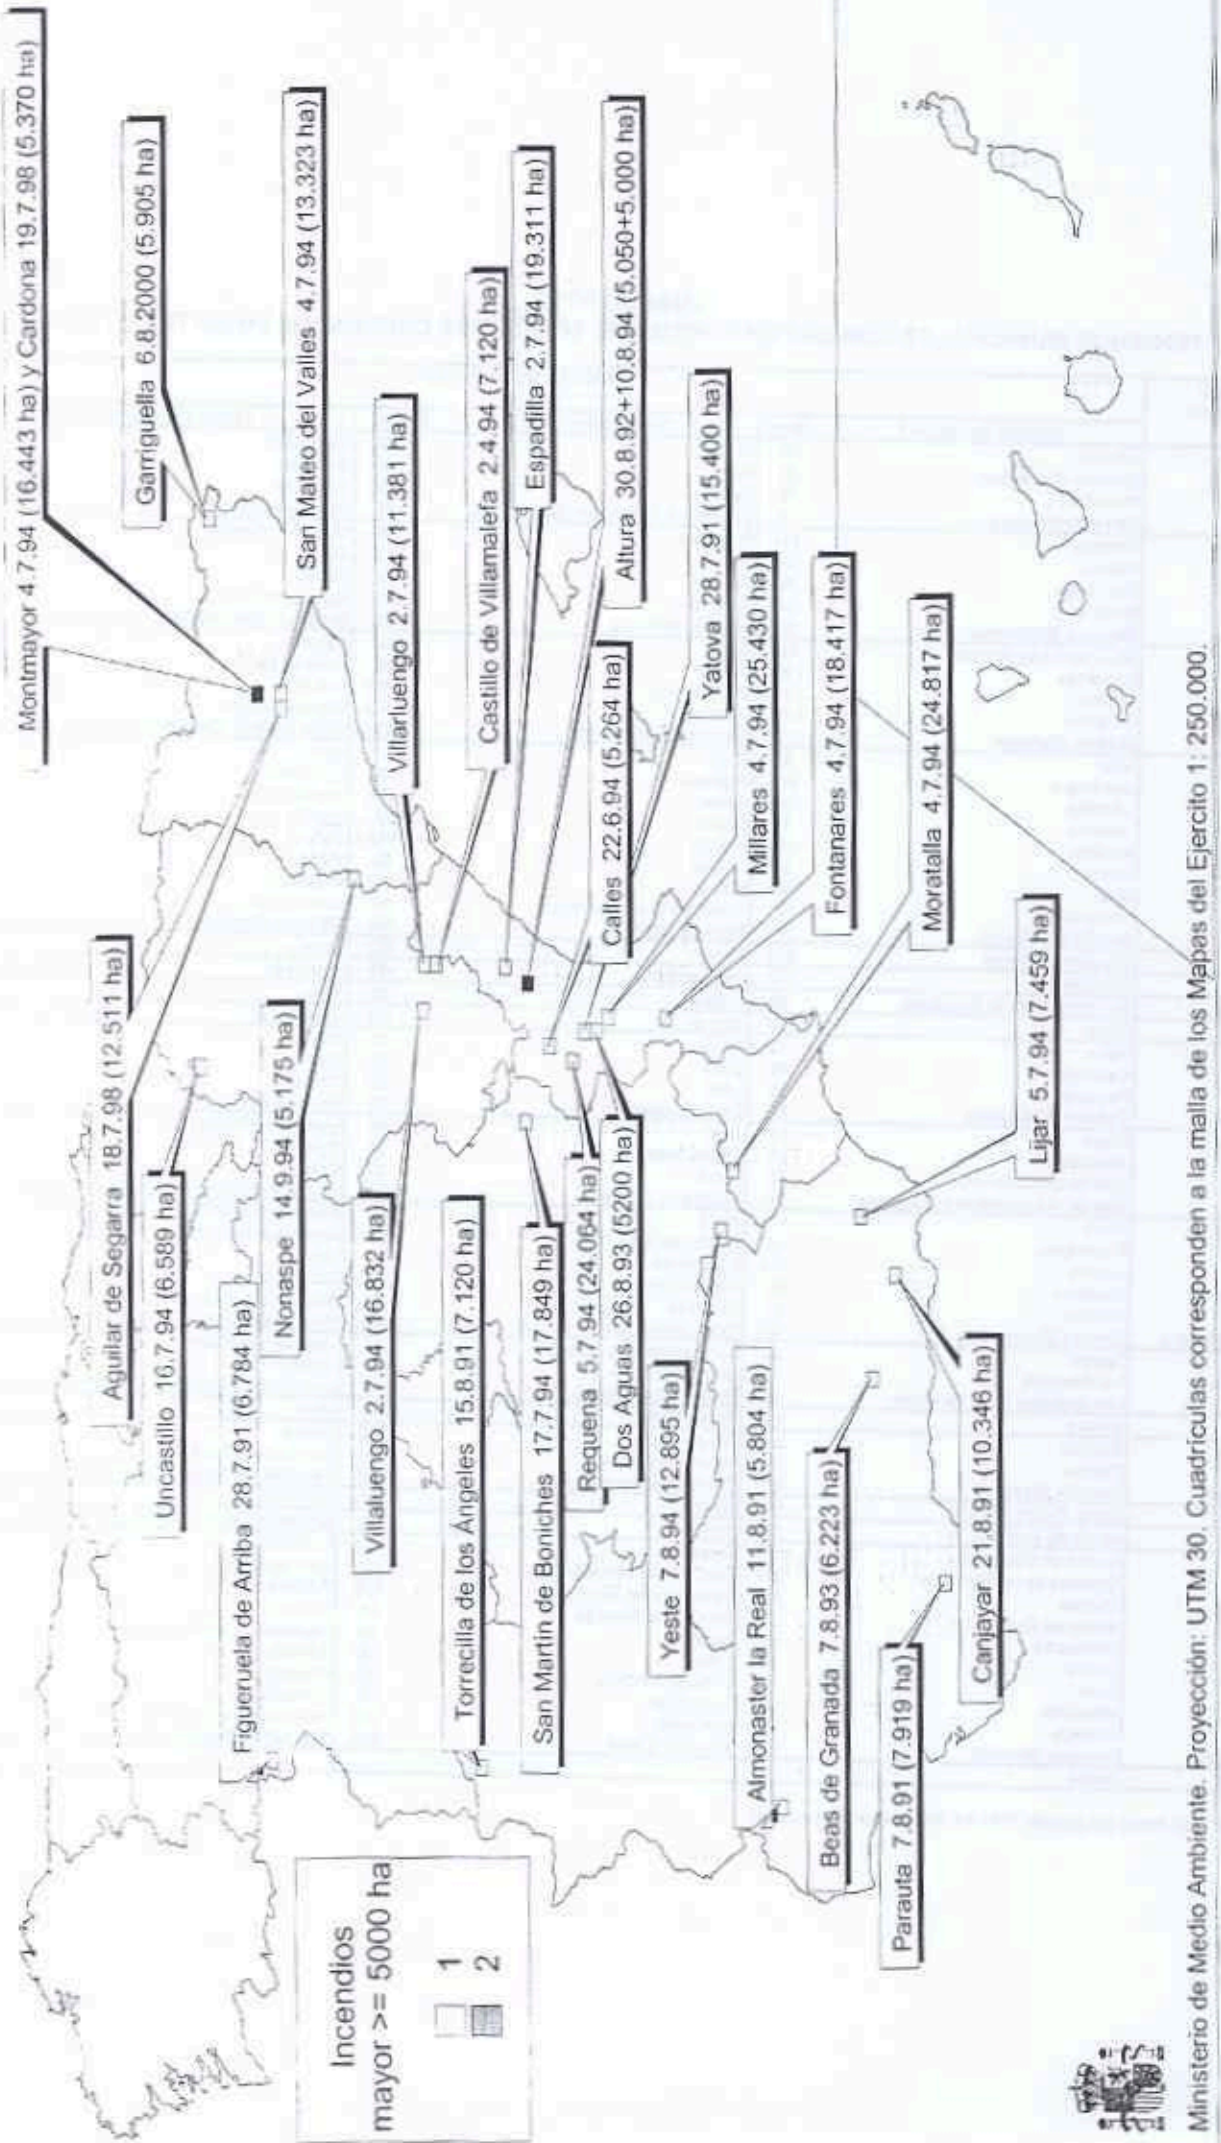 Montmayor 4.7.94 (16.443 ha) y Cardona 19.7.98 (5.370 ha)
Garriguella 6.8.2000 (5.905 ha)
San Mateo del Valles 4.7.94 (13.323 ha)
Aguilar de Segarra 18.7.98 (12.511 ha)
Uncastillo 16.7.94 (6.589 ha)
Figueruela de Arriba 28.7.91 (6.784 ha)
Nonaspe 14.9.94 (5.175 ha)
Villarluengo 2.7.94 (11.381 ha)
Villaluengo 2.7.94 (16.832 ha)
Castillo de Villamalefa 2.4.94 (7.120 ha)
Torrecilla de los Angeles 15.8.91 (7.120 ha)
Espadilla 2.7.94 (19.311 ha)
San Martin de Boniches 17.7.94 (17.849 ha)
Altura 30.8.92+10.8.94 (5.050+5.000 ha)
Requena 5.7.94 (24.064 ha)
Calles 22.6.94 (5.264 ha)
Dos Aguas 26.8.93 (5200 ha)
Yatova 28.7.91 (15.400 ha)
Yeste 7.8.94 (12.895 ha)
Millares 4.7.94 (25.430 ha)
Almonaster la Real 11.8.91 (5.804 ha)
Fontanares 4.7.94 (18.417 ha)
Beas de Granada 7.8.93 (6.223 ha)
Moratalla 4.7.94 (24.817 ha)
Parauta 7.8.91 (7.919 ha)
Canjayar 21.8.91 (10.346 ha)
Lijar 5.7.94 (7.459 ha)
Incendios
mayor >= 5000 ha
1
2
Ministerio de Medio Ambiente. Proyección: UTM 30. Cuadrículas corresponden a la malla de los Mapas del Ejercito 1: 250.000.